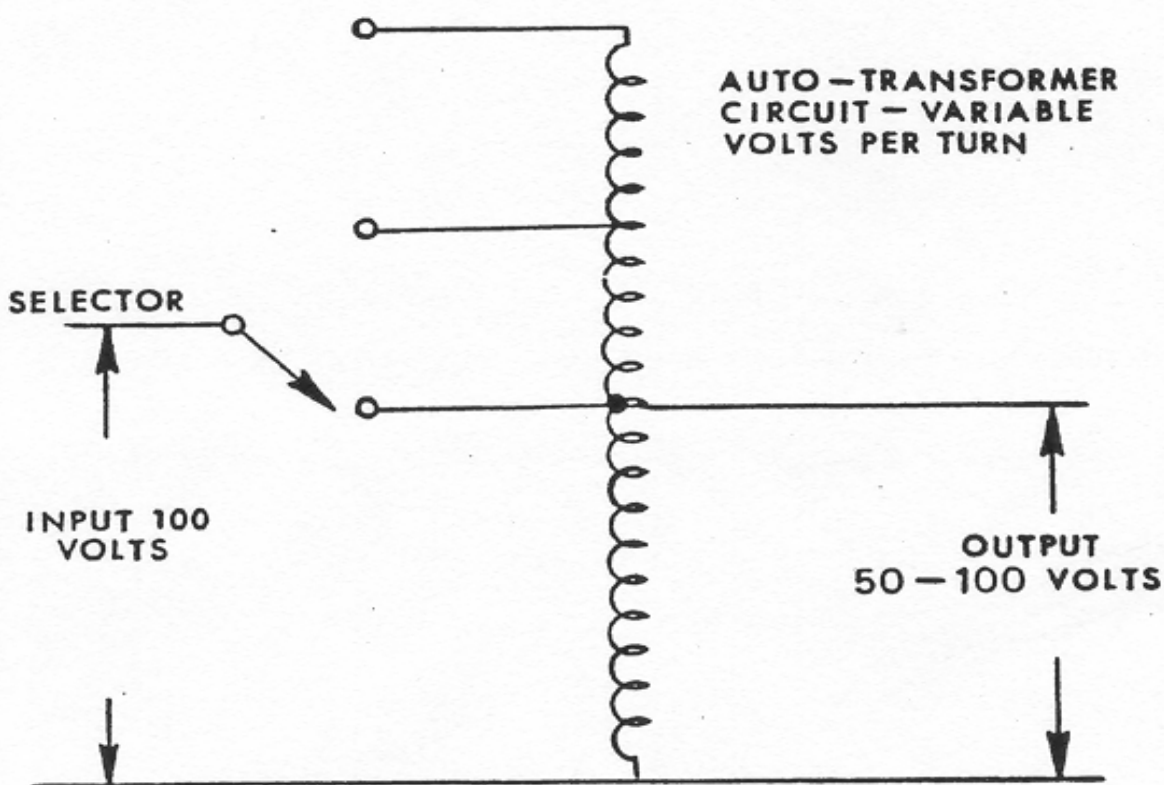 AUTO-TRANSFORMER
CIRCUIT-VARIABLE
VOLTS PER TURN
SELECTOR
INPUT 100
VOLTS
OUTPUT
50-100 VOLTS